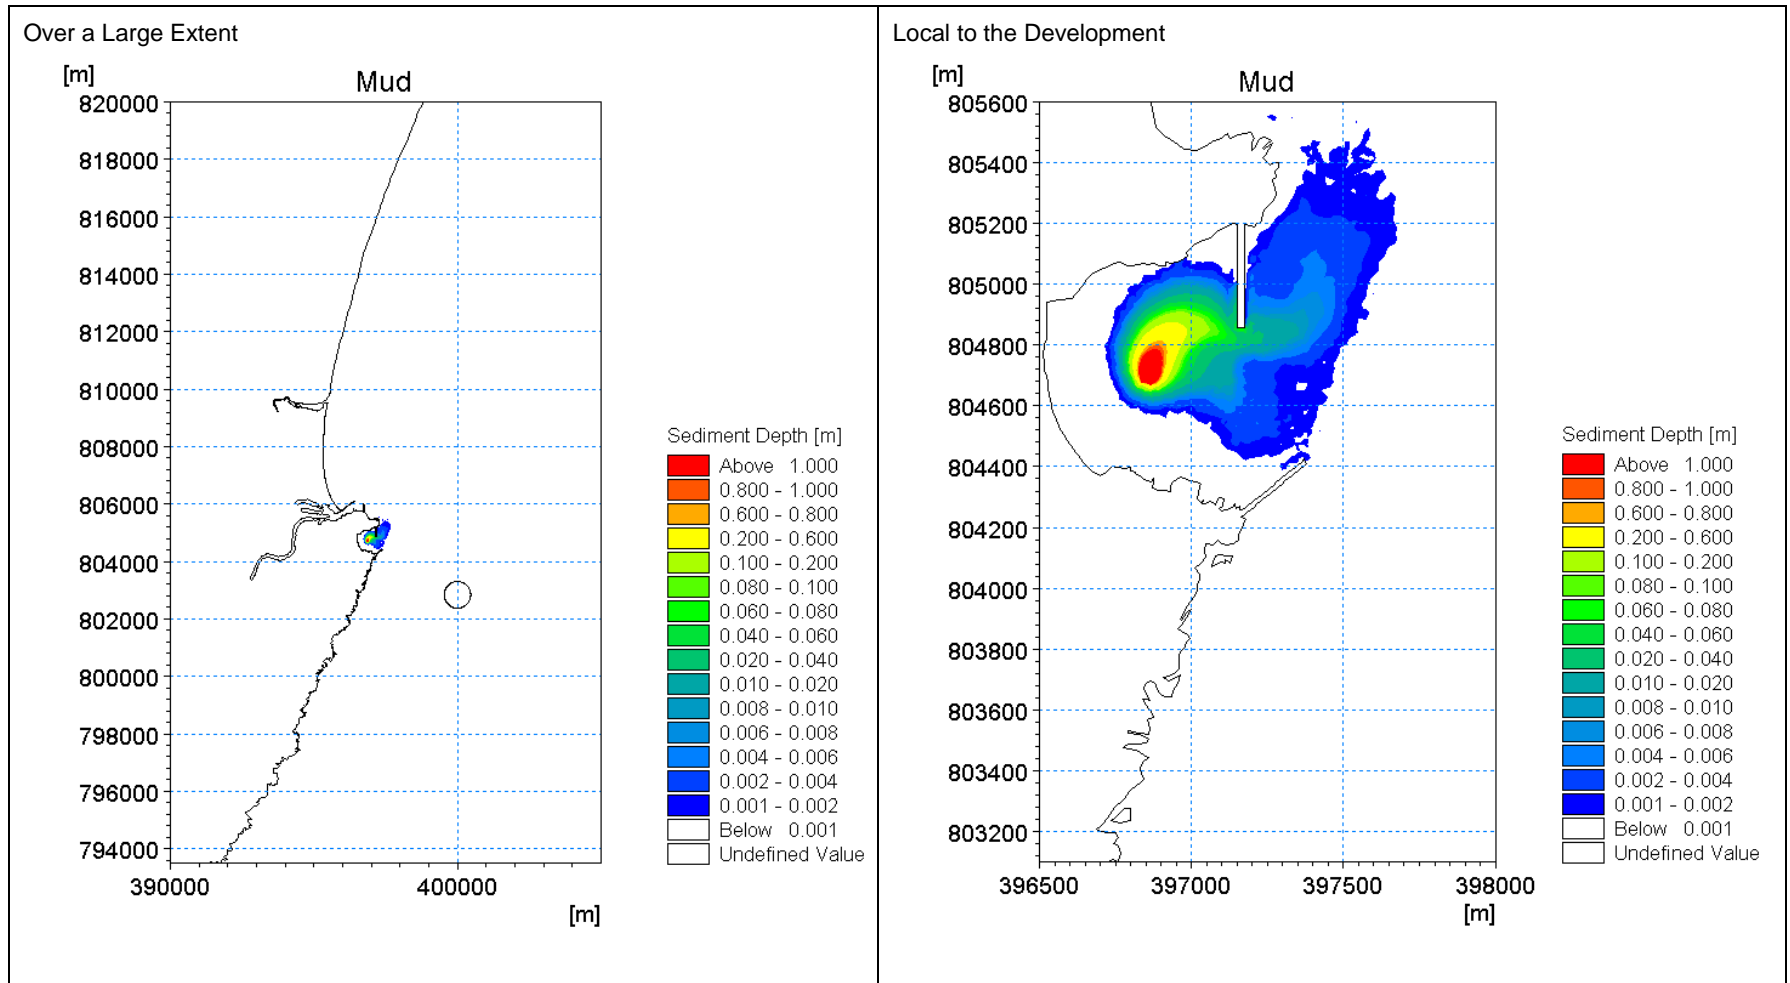 Over a Large Extent
[m]
Mud
820000
818000
816000
814000
812000
810000
808000
806000
804000
802000
800000
798000
796000
794000
390000 400000
[m]
Sediment Depth [m]
Above 1.000
0.800 - 1.000
0.600 - 0.800
0.200 - 0.600
0.100 - 0.200
0.080 - 0.100
0.060 - 0.080
0.040 - 0.060
0.020 - 0.040
0.010 - 0.020
0.008 - 0.010
0.006 - 0.008
0.004 - 0.006
0.002 - 0.004
0.001 - 0.002
Below 0.001
Undefined Value
Local to the Development
[m]
Mud
805600
805400
805200
805000
804800
804600
804400
804200
804000
803800
803600
803400
803200
396500 397000 397500 398000
[m]
Sediment Depth [m]
Above 1.000
0.800 - 1.000
0.600 - 0.800
0.200 - 0.600
0.100 - 0.200
0.080 - 0.100
0.060 - 0.080
0.040 - 0.060
0.020 - 0.040
0.010 - 0.020
0.008 - 0.010
0.006 - 0.008
0.004 - 0.006
0.002 - 0.004
0.001 - 0.002
Below 0.001
Undefined Value